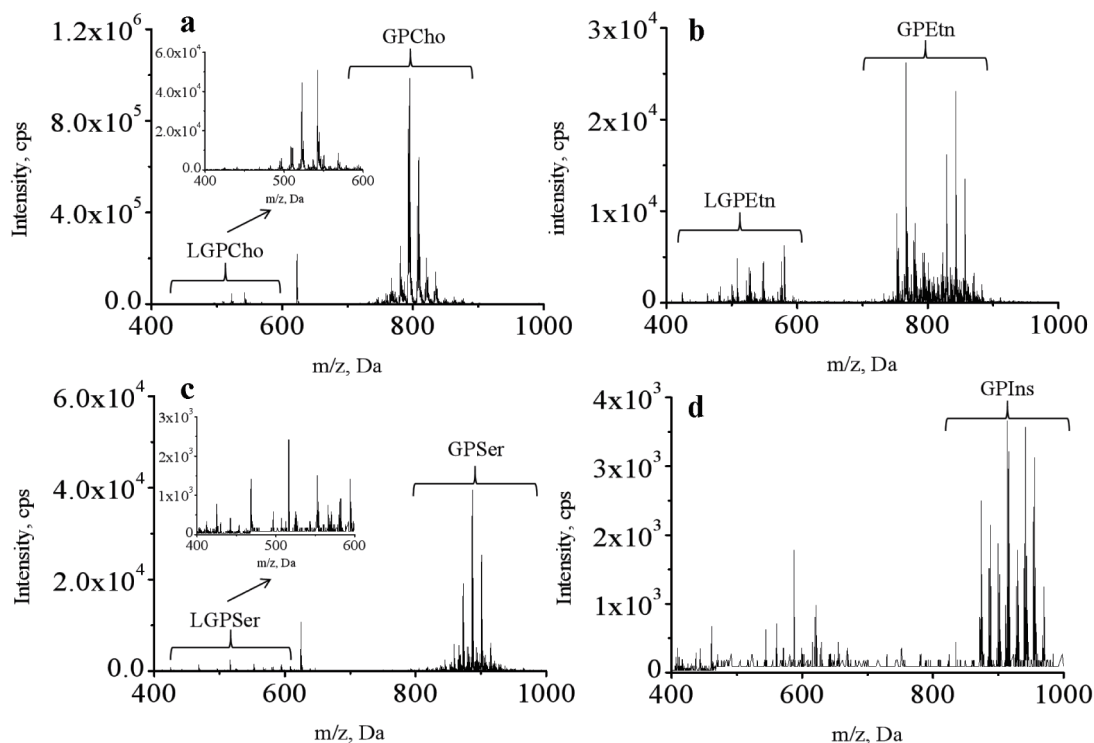 a
1.2x10⁶
9.0x10⁵
6.0x10⁵
4.0x10⁵
0.0
Intensity, cps
6.0x10⁴
4.0x10⁴
2.0x10⁴
0.0
400 500 600
m/z, Da
GPCho
LGPCho
400 600 800 1000
m/z, Da
b
3x10⁴
2x10⁴
1x10⁴
0
intensity, cps
GPEtn
LGPEtn
400 600 800 1000
m/z, Da
c
6.0x10⁴
4.0x10⁴
2.0x10⁴
0.0
Intensity, cps
3x10³
2x10³
1x10³
0
400 500 600
m/z, Da
GPSer
LGPSer
400 600 800 1000
m/z, Da
d
4x10³
3x10³
2x10³
1x10³
0
Intensity, cps
GPIns
400 600 800 1000
m/z, Da